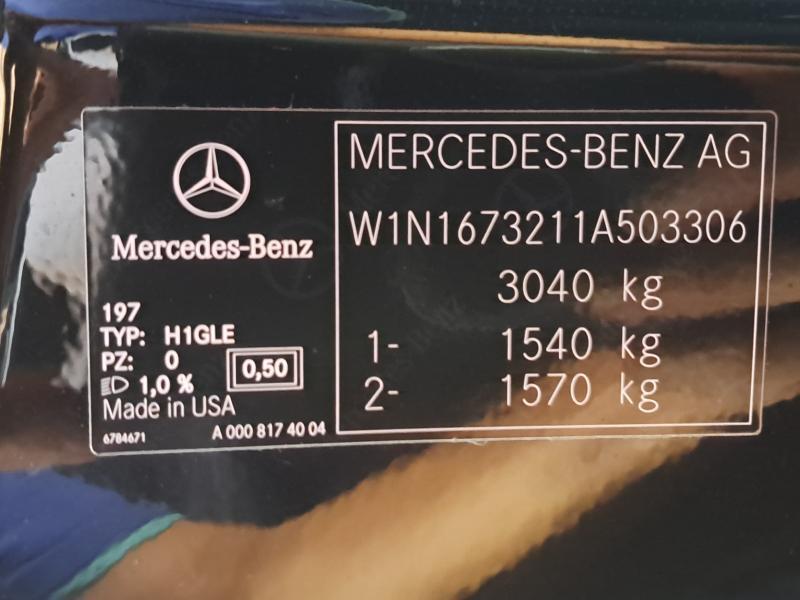 Mercedes-Benz
197
TYP: H1GLE
PZ: 0
1,0 %
0,50
Made in USA
6784671
A 000 817 40 04
MERCEDES-BENZ AG
W1N1673211A503306
3040 kg
1- 1540 kg
2- 1570 kg